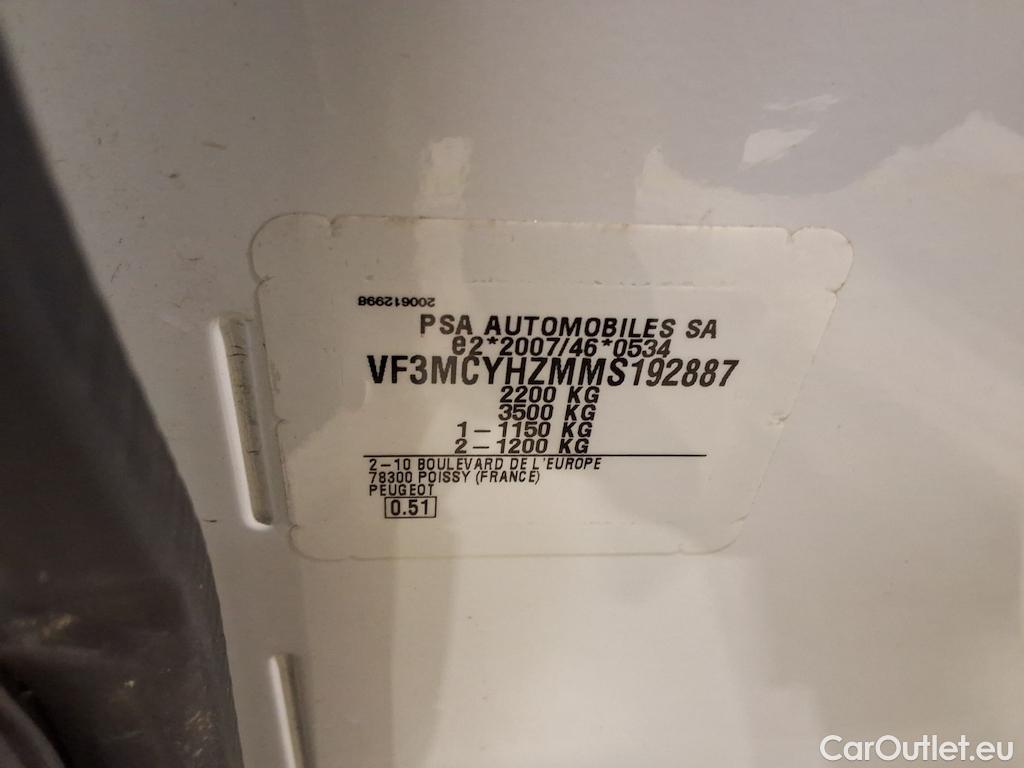 200612998
PSA AUTOMOBILES SA
e2*2007/46*0534
VF3MCYHZMMS192887
2200 KG
3500 KG
1 – 1150 KG
2 – 1200 KG
2–10 BOULEVARD DE L'EUROPE
78300 POISSY (FRANCE)
PEUGEOT
0.51
CarOutlet.eu